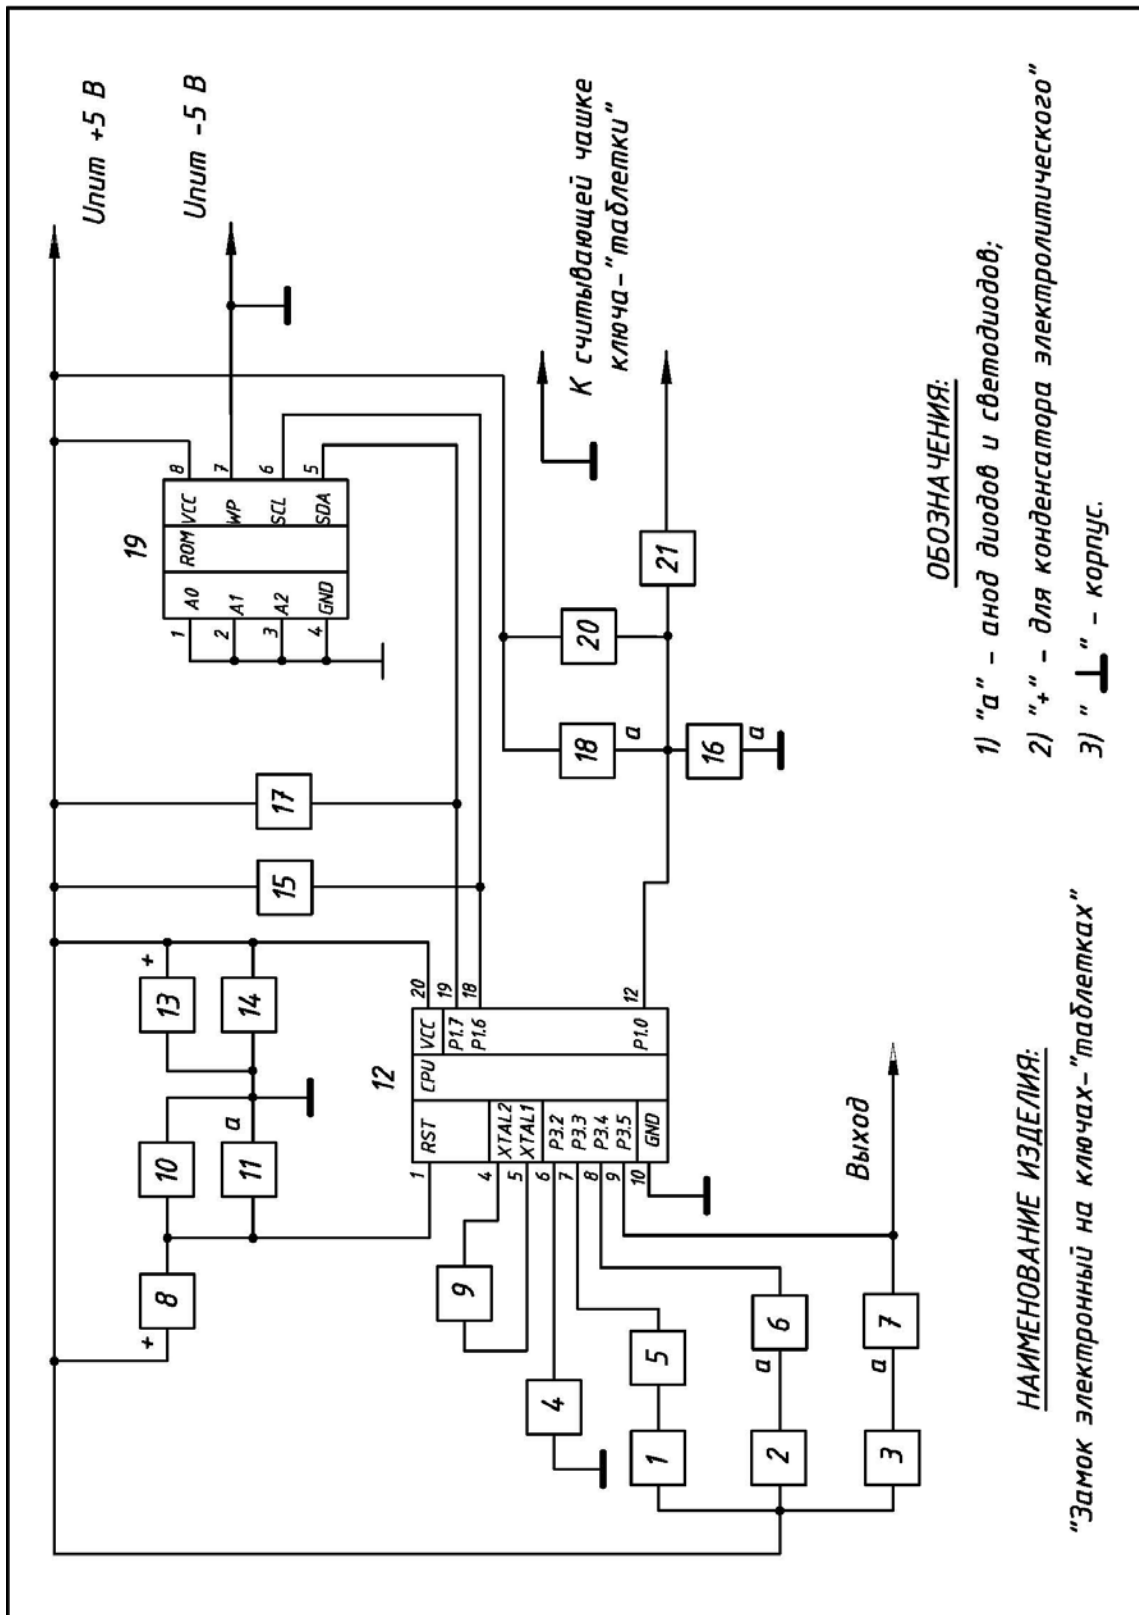 Uпит +5 В
Uпит -5 В
К считывающей чашке
ключа-"таблетки"
+
8
10
11
а
+
13
14
15
17
19
ROM
1 A0
2 A1
3 A2
4 GND
VCC 8
WP 7
SCL 6
SDA 5
12
CPU
1 RST
4 XTAL2
5 XTAL1
6 P3.2
7 P3.3
8 P3.4
9 P3.5
10 GND
VCC 20
P1.7 19
P1.6 18
P1.0 12
9
4
1
5
2
а
6
3
а
7
Выход
18
а
20
16
а
21
НАИМЕНОВАНИЕ ИЗДЕЛИЯ:
"Замок электронный на ключах-"таблетках"
ОБОЗНАЧЕНИЯ:
1) "а" - анод диодов и светодиодов;
2) "+" - для конденсатора электролитического"
3) " " - корпус.